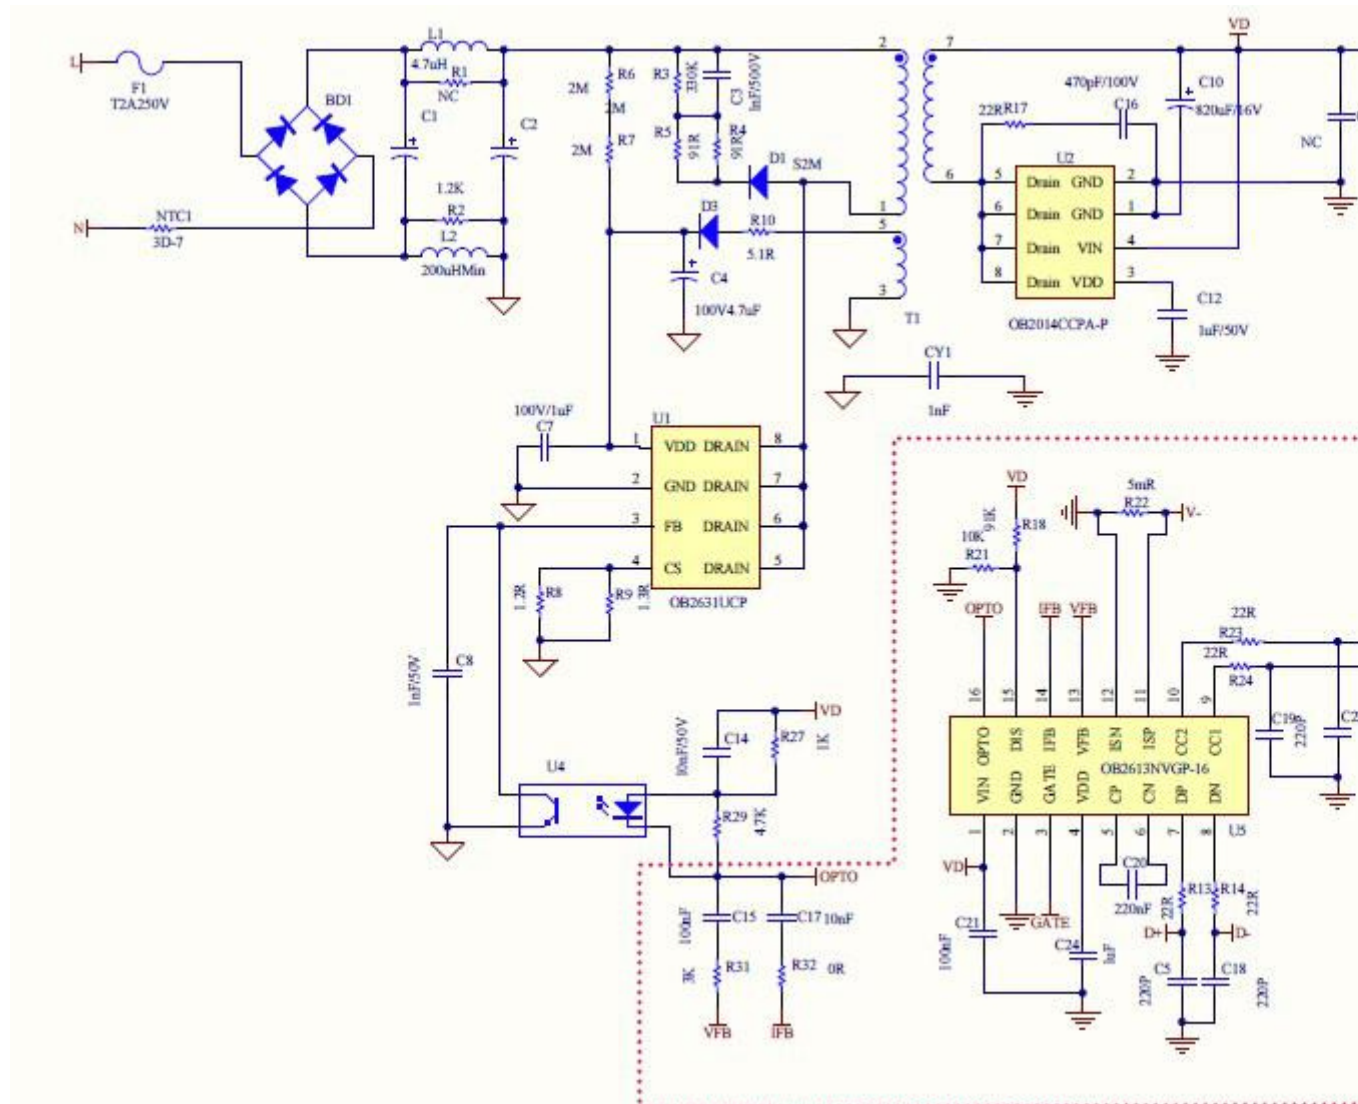 L
F1
T2A250V
N
NTC1
3D-7
BD1
L1
4.7uH
R1
NC
C1
C2
1.2K
R2
L2
200uHMin
R6
2M
2M
R7
2M
R3
330K
C3
1nF/500V
R5
91R
R4
91R
D1
S2M
D3
R10
5.1R
C4
100V4.7uF
2
1
5
3
7
6
T1
VD
470pF/100V
C16
22R
R17
C10
820uF/16V
NC
U2
5
Drain
GND
2
6
Drain
GND
1
7
Drain
VIN
4
8
Drain
VDD
3
OB2014CCPA-P
C12
1uF/50V
CY1
1nF
100V/1uF
C7
U1
1
VDD
DRAIN
8
2
GND
DRAIN
7
3
FB
DRAIN
6
4
CS
DRAIN
5
OB2631UCP
1.2R
R8
R9
1.3R
C8
1nF/50V
U4
10nF/50V
C14
R27
1K
VD
R29
4.7K
OPTO
100nF
C15
C17
10nF
3K
R31
R32
0R
VFB
IFB
VD
91K
R18
10K
R21
5mR
R22
V-
OPTO
IFB
VFB
22R
R23
22R
R24
16
15
14
13
12
11
10
9
OPTO
DIS
IFB
VFB
ISN
ISP
CC2
CC1
OB2613NVGP-16
VIN
GND
GATE
VDD
CP
CN
DP
DN
1
2
3
4
5
6
7
8
U5
C19
220P
C2
VD
C21
100nF
GATE
C24
1uF
C20
220nF
R13
22R
R14
22R
D+
D-
C5
220P
C18
220P